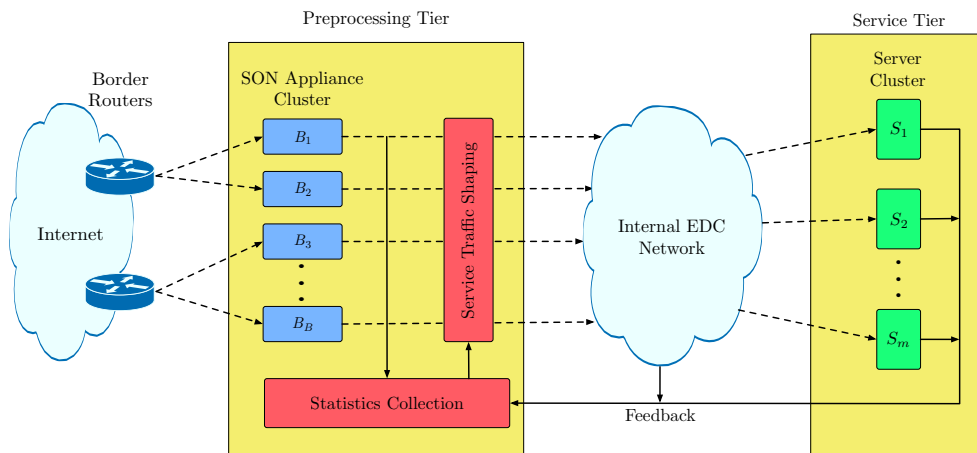 Preprocessing Tier
Service Tier
Border
Routers
SON Appliance
Cluster
Server
Cluster
Internet
B₁
B₂
B₃
B_B
Service Traffic Shaping
Statistics Collection
Internal EDC
Network
Feedback
S₁
S₂
Sₘ